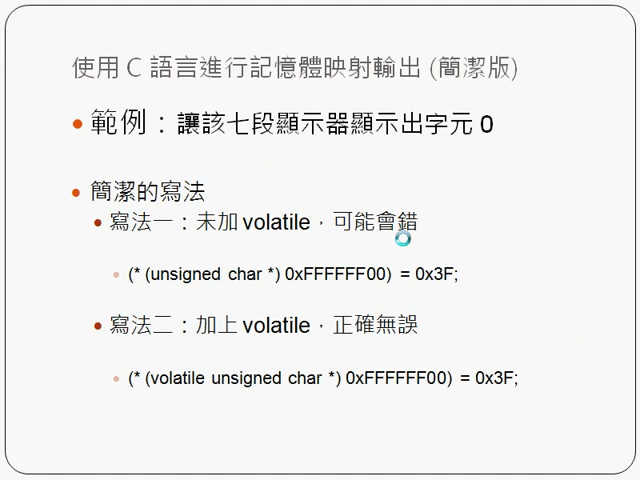 使用 C 語言進行記憶體映射輸出 (簡潔版)
範例：讓該七段顯示器顯示出字元 0
簡潔的寫法
寫法一：未加 volatile，可能會錯
(* (unsigned char *) 0xFFFFFF00) = 0x3F;
寫法二：加上 volatile，正確無誤
(* (volatile unsigned char *) 0xFFFFFF00) = 0x3F;